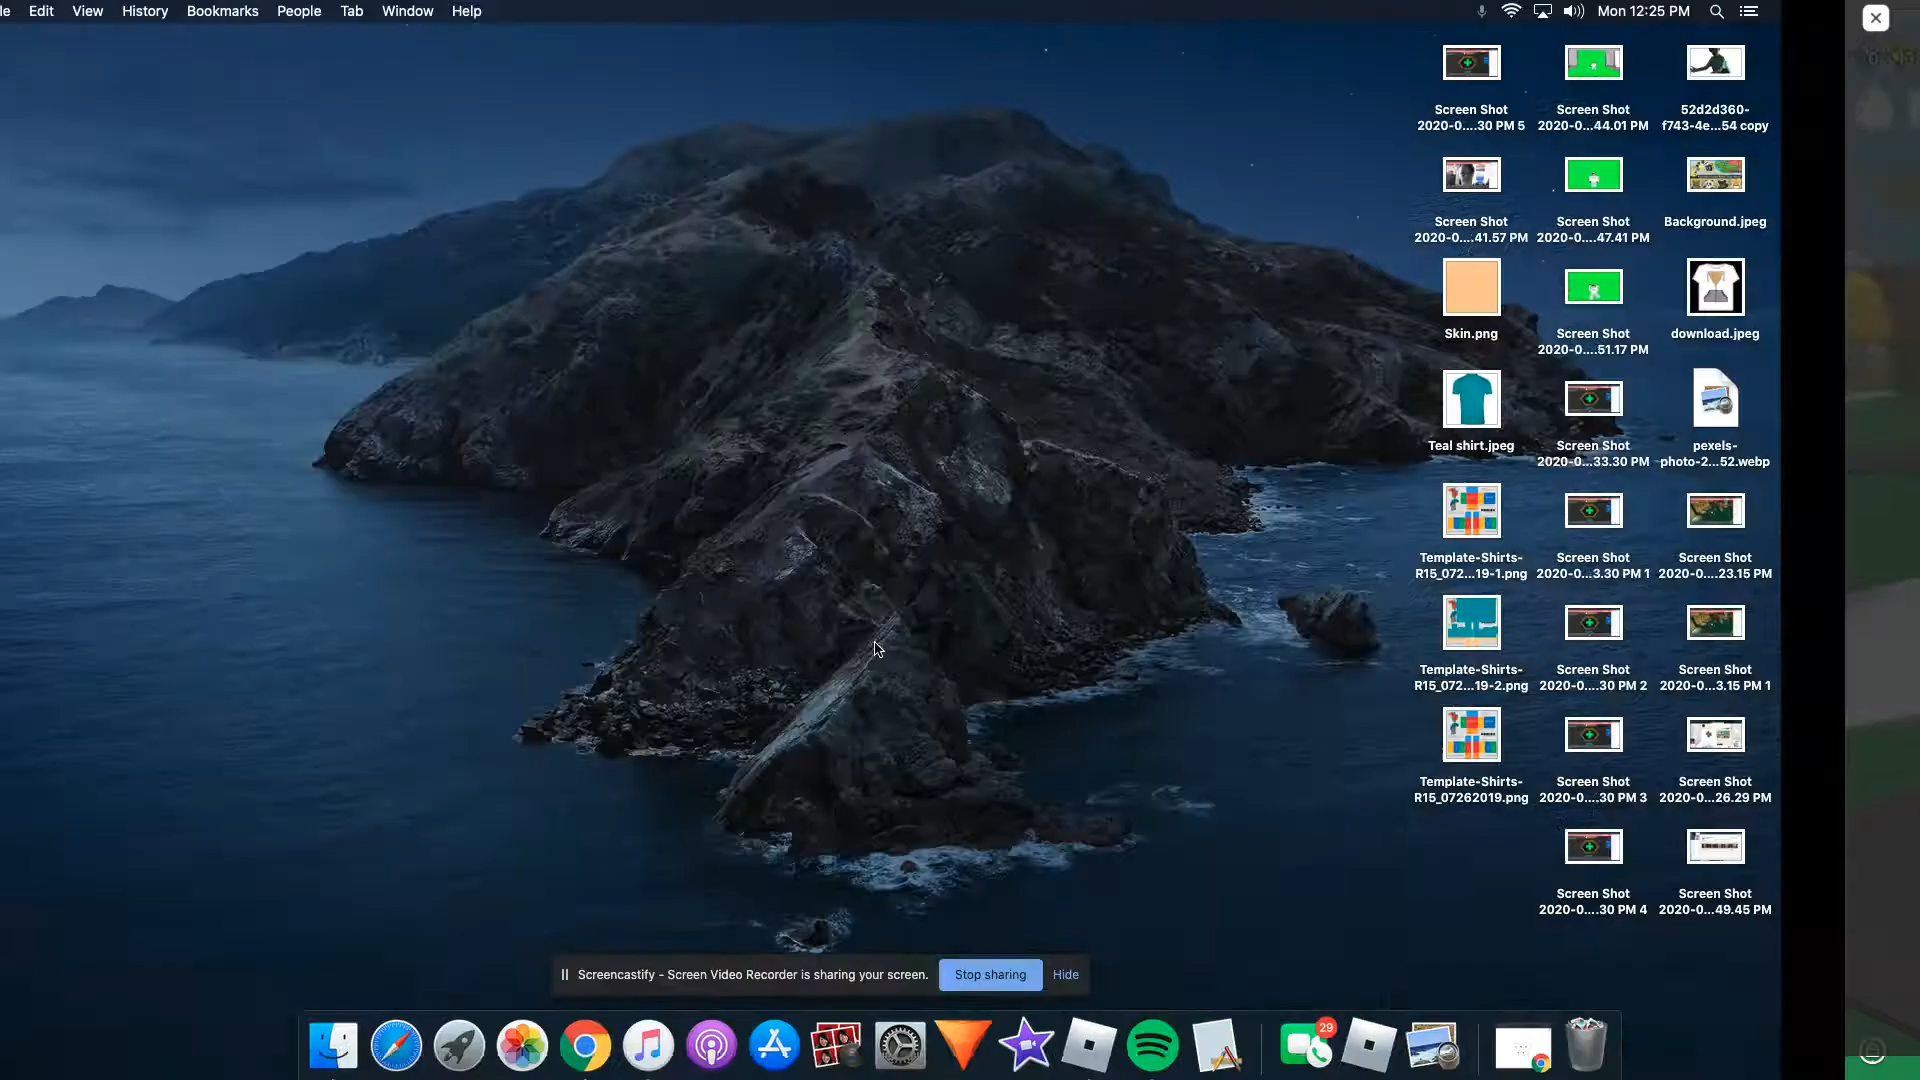 Edit View History Bookmarks People Tab Window Help
Mon 12:25 PM
Screen Shot
2020-0....30 PM 5
Screen Shot
2020-0...44.01 PM
52d2d360-
f743-4e...54 copy
Screen Shot
2020-0....41.57 PM
Screen Shot
2020-0....47.41 PM
Background.jpeg
Skin.png
Screen Shot
2020-0....51.17 PM
download.jpeg
Teal shirt.jpeg
Screen Shot
2020-0...33.30 PM
pexels-
photo-2...52.webp
Template-Shirts-
R15_072...19-1.png
Screen Shot
2020-0...3.30 PM 1
Screen Shot
2020-0...23.15 PM
Template-Shirts-
R15_072...19-2.png
Screen Shot
2020-0....30 PM 2
Screen Shot
2020-0...3.15 PM 1
Template-Shirts-
R15_07262019.png
Screen Shot
2020-0....30 PM 3
Screen Shot
2020-0...26.29 PM
Screen Shot
2020-0....30 PM 4
Screen Shot
2020-0...49.45 PM
Screencastify - Screen Video Recorder is sharing your screen.
Stop sharing
Hide
29